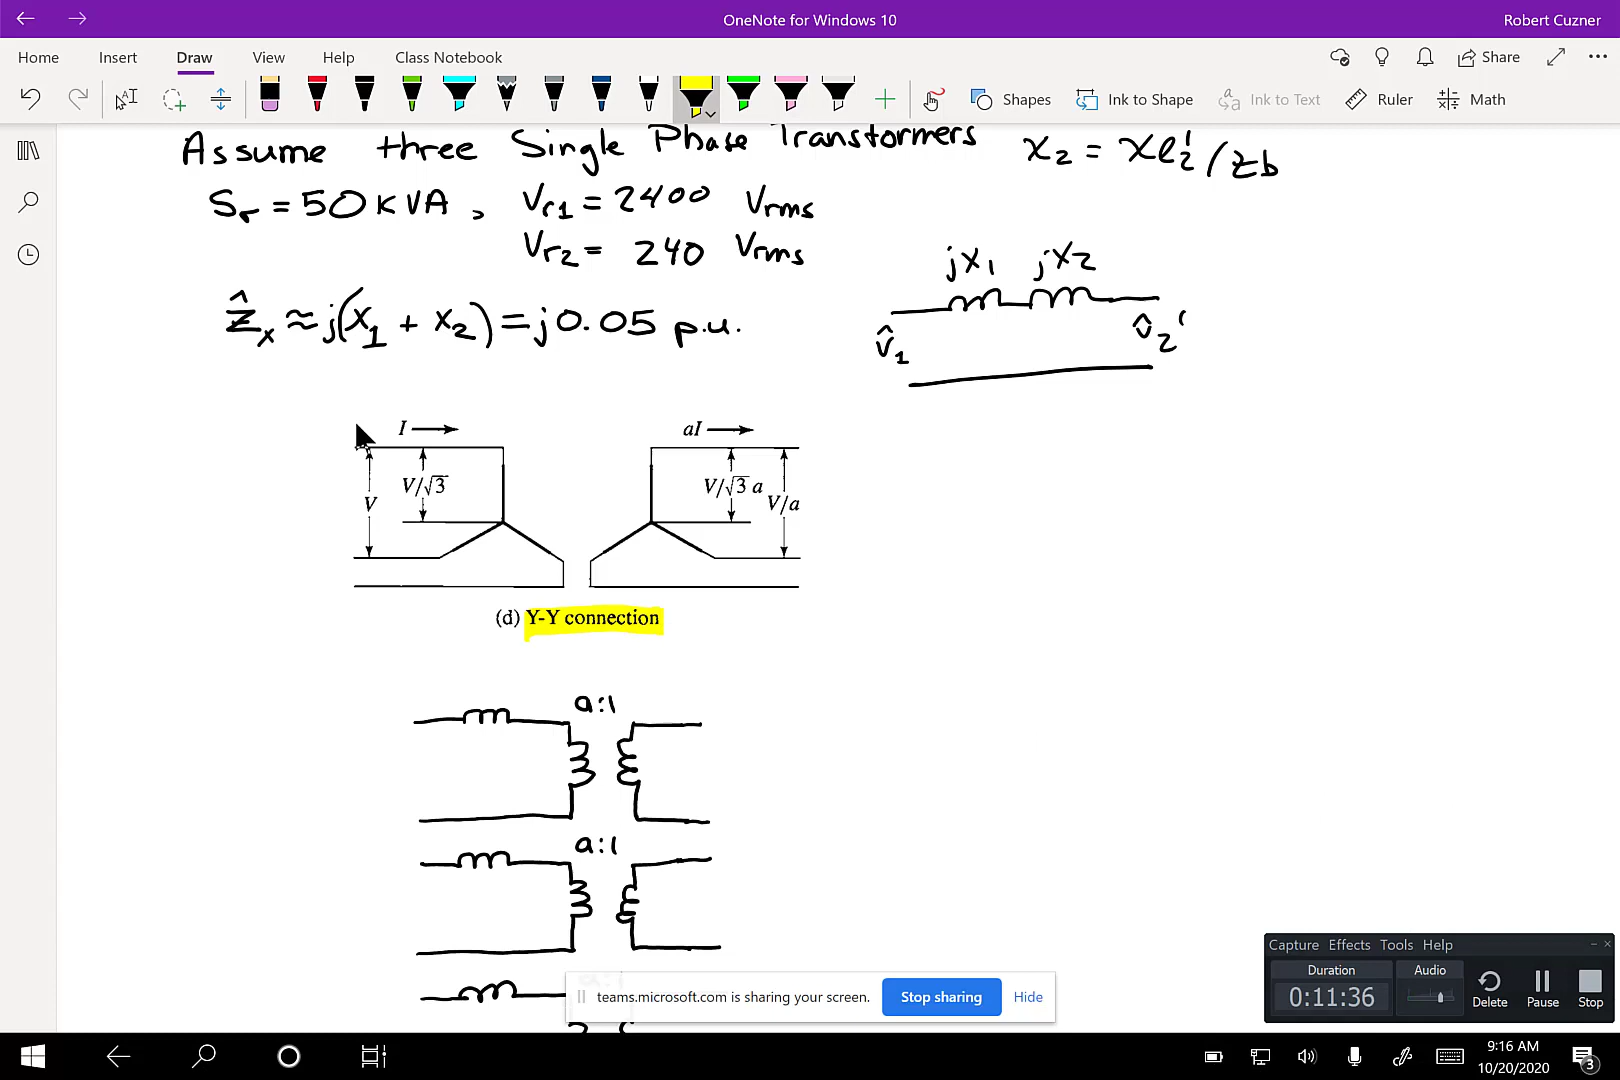 OneNote for Windows 10
Robert Cuzner
Home Insert Draw View Help Class Notebook
Share
Shapes Ink to Shape Ink to Text Ruler Math
Assume three Single Phase Transformers
x2 = xl2'/zb
Sr = 50 kVA, Vr1 = 2400 Vrms
Vr2 = 240 Vrms
jx1 jx2
ẑx ≈ j(x1 + x2) = j0.05 p.u.
v̂1 v̂2'
I aI
V/√3 V/√3 a
V V/a
(d) Y-Y connection
a:1
a:1
a:1
Capture Effects Tools Help
Duration Audio
0:11:36
Delete Pause Stop
teams.microsoft.com is sharing your screen. Stop sharing Hide
9:16 AM
10/20/2020
3